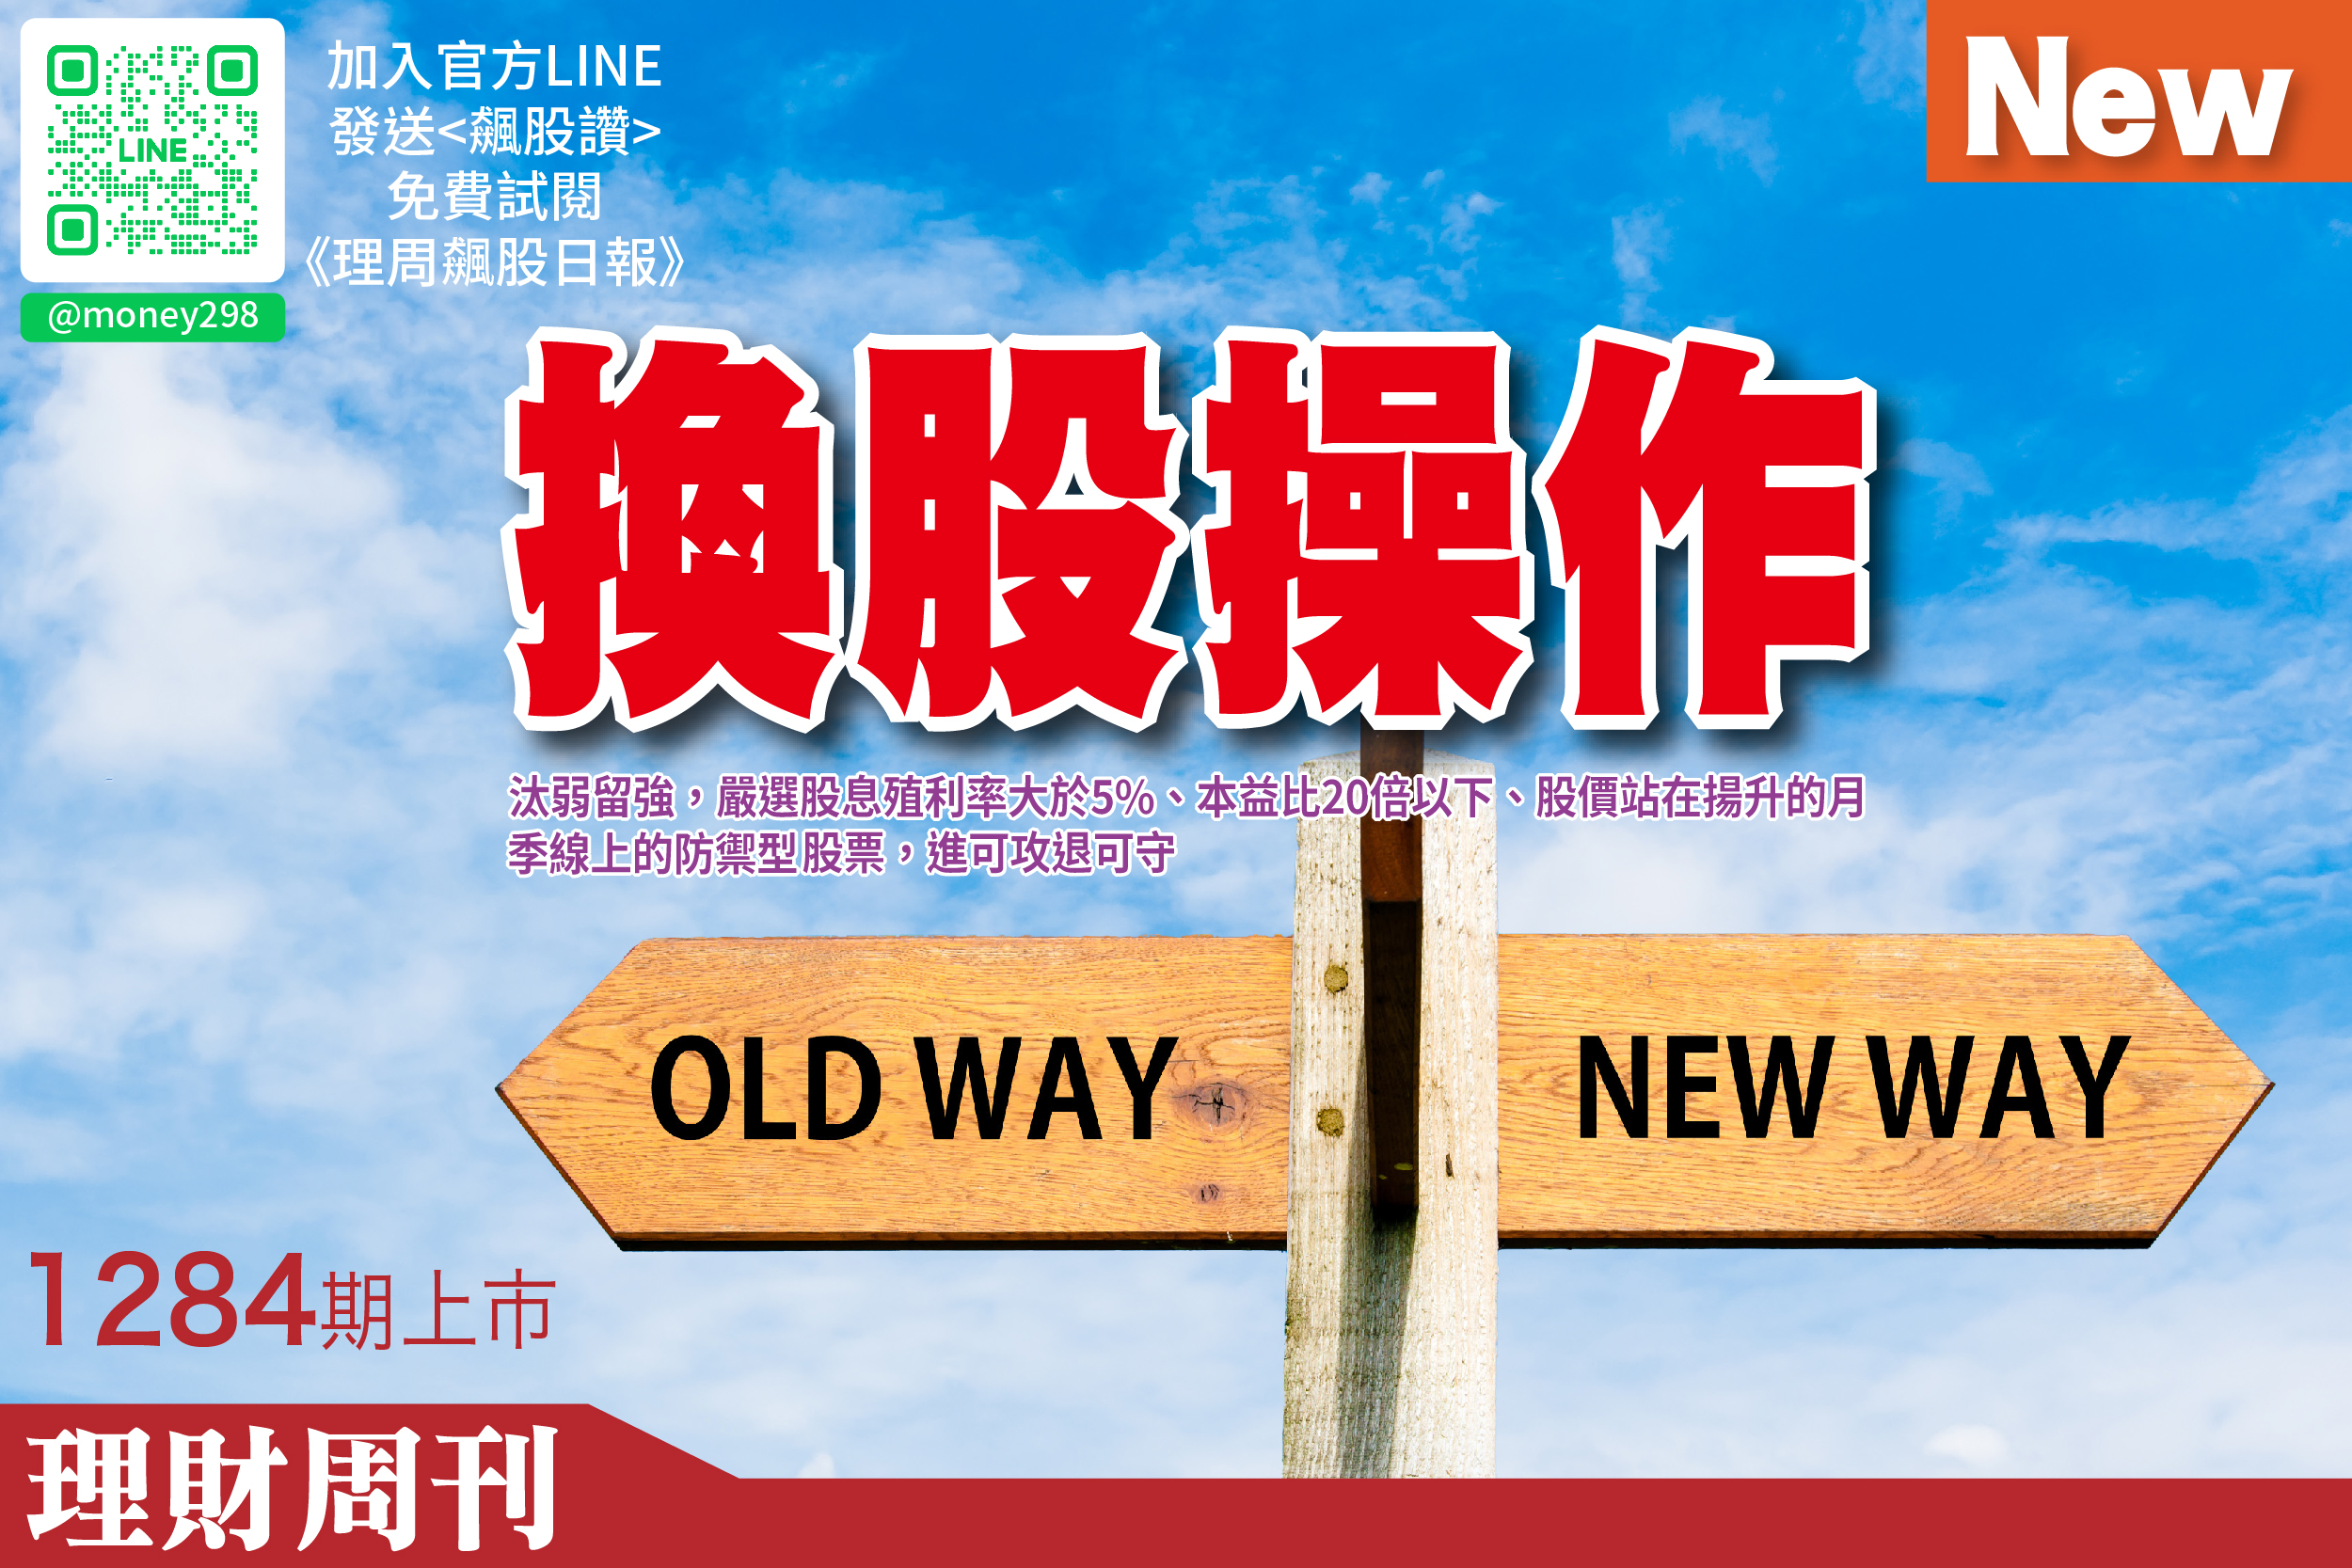 加入官方LINE
發送<飆股讚>
免費試閱
《理周飆股日報》
LINE
@money298
New
換股操作
汰弱留強，嚴選股息殖利率大於5%、本益比20倍以下、股價站在揚升的月
季線上的防禦型股票，進可攻退可守
OLD WAY
NEW WAY
1284期上市
理財周刊